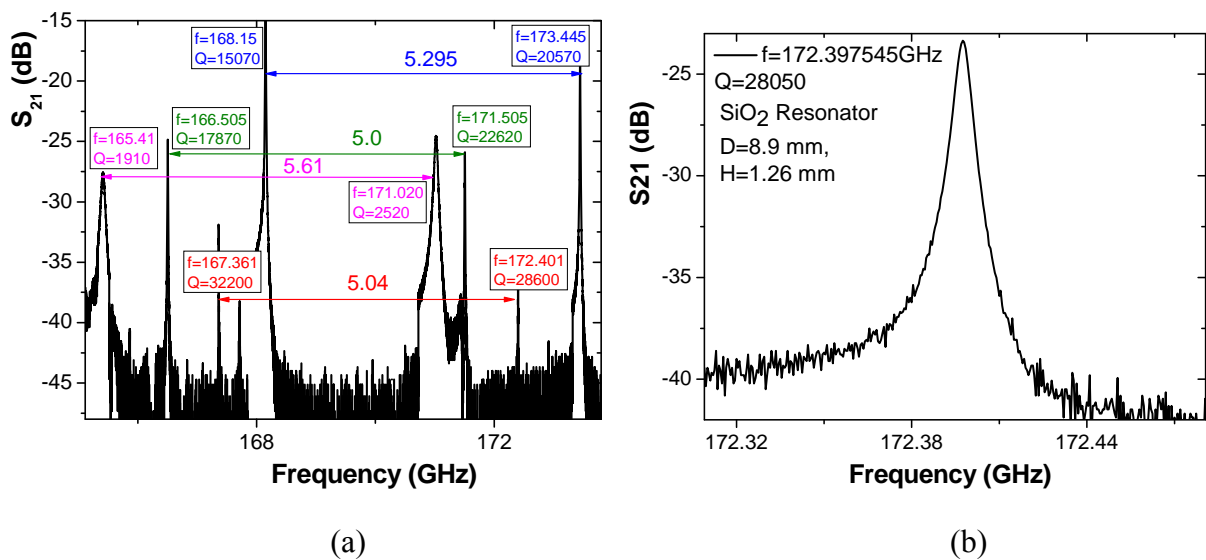 S21 (dB)
-15
-20
-25
-30
-35
-40
-45
f=168.15
Q=15070
f=173.445
Q=20570
5.295
f=166.505
Q=17870
f=171.505
Q=22620
5.0
f=165.41
Q=1910
5.61
f=171.020
Q=2520
f=167.361
Q=32200
f=172.401
Q=28600
5.04
168
172
Frequency (GHz)
(a)
S21 (dB)
-25
-30
-35
-40
f=172.397545GHz
Q=28050
SiO2 Resonator
D=8.9 mm,
H=1.26 mm
172.32
172.38
172.44
Frequency (GHz)
(b)